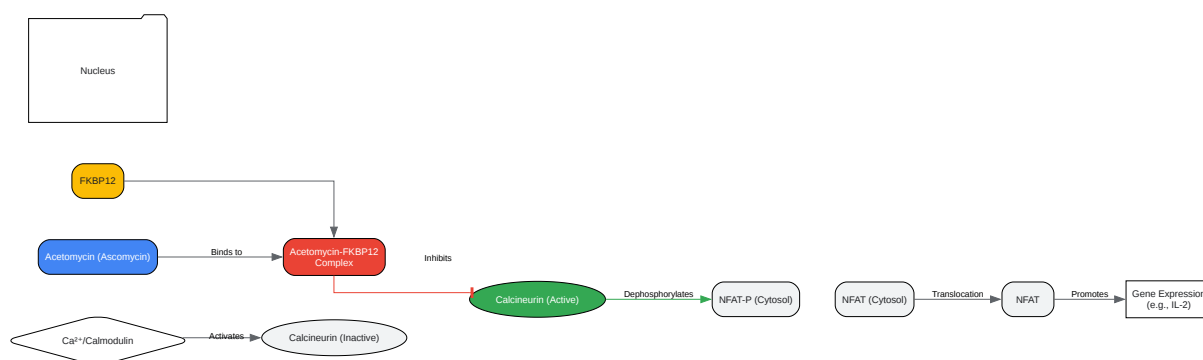 Nucleus
FKBP12
Acetomycin (Ascomycin)
Binds to
Acetomycin-FKBP12
Complex
Inhibits
Calcineurin (Active)
Dephosphorylates
NFAT-P (Cytosol)
NFAT (Cytosol)
Translocation
NFAT
Promotes
Gene Expression
(e.g., IL-2)
Ca²⁺/Calmodulin
Activates
Calcineurin (Inactive)